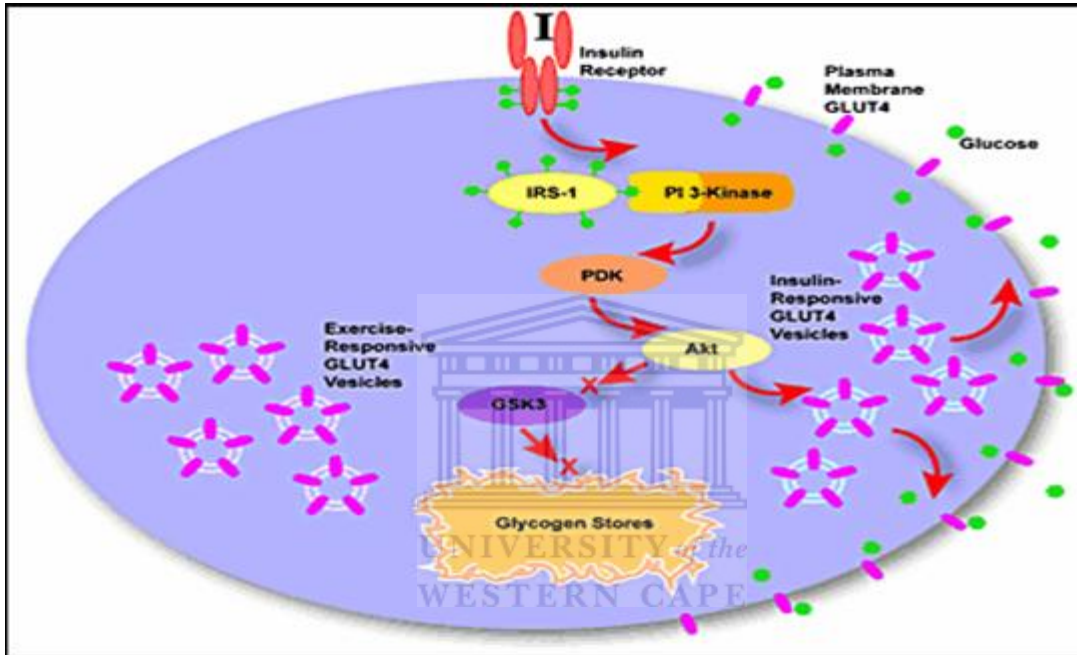 I
Insulin
Receptor
Plasma
Membrane
GLUT4
Glucose
IRS-1
PI 3-Kinase
PDK
Insulin-
Responsive
GLUT4
Vesicles
Exercise-
Responsive
GLUT4
Vesicles
Akt
GSK3
Glycogen Stores
UNIVERSITY of the
WESTERN CAPE